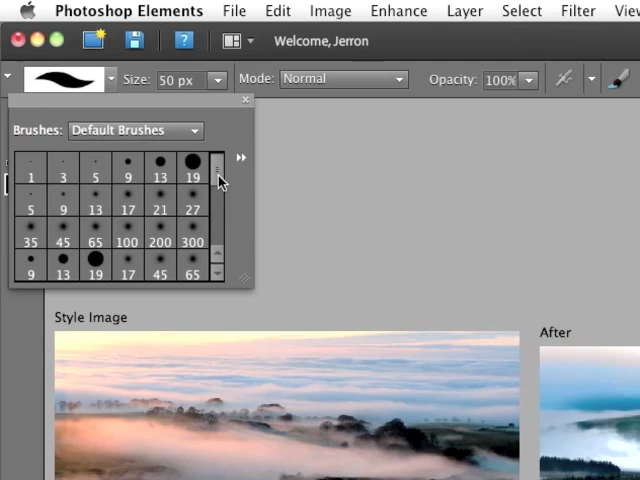 Photoshop Elements File Edit Image Enhance Layer Select Filter
Welcome, Jerron
Size: 50 px Mode: Normal Opacity: 100%
Brushes: Default Brushes
1 3 5 9 13 19
5 9 13 17 21 27
35 45 65 100 200 300
9 13 19 17 45 65
Style Image
After